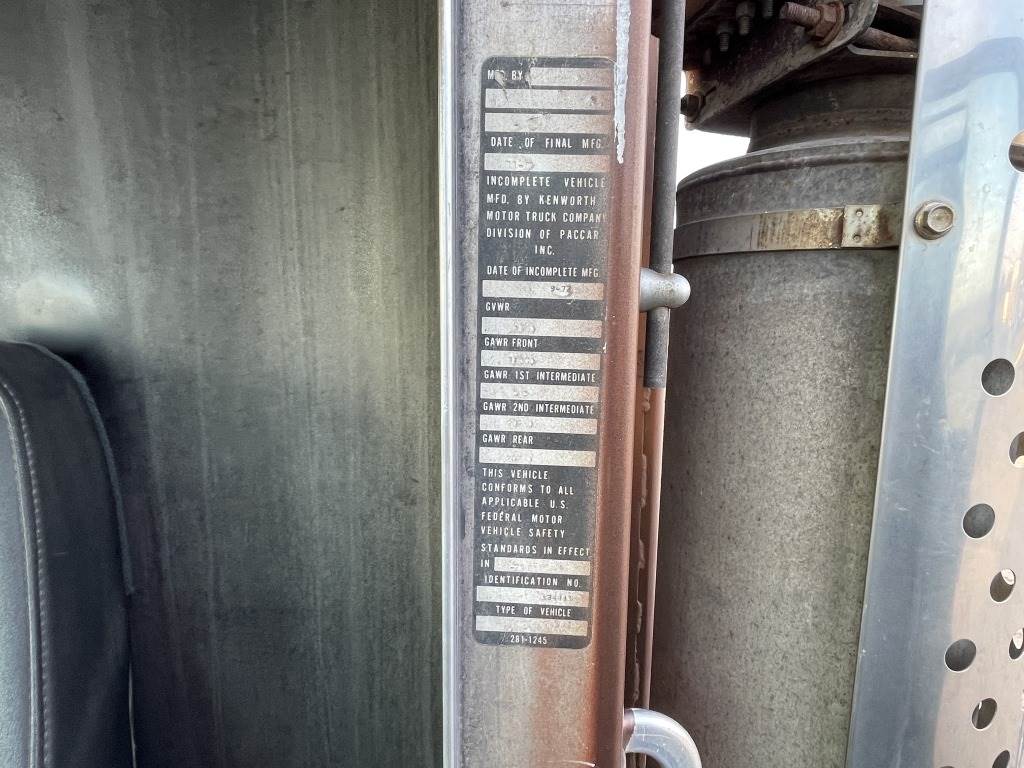 BY
DATE OF FINAL MFG.
INCOMPLETE VEHICLE
MFD. BY KENWORTH
MOTOR TRUCK COMPANY
DIVISION OF PACCAR
INC.
DATE OF INCOMPLETE MFG.
GVWR
GAWR FRONT
GAWR 1ST INTERMEDIATE
GAWR 2ND INTERMEDIATE
GAWR REAR
THIS VEHICLE
CONFORMS TO ALL
APPLICABLE U.S.
FEDERAL MOTOR
VEHICLE SAFETY
STANDARDS IN EFFECT
IN
IDENTIFICATION NO.
TYPE OF VEHICLE
281-1245